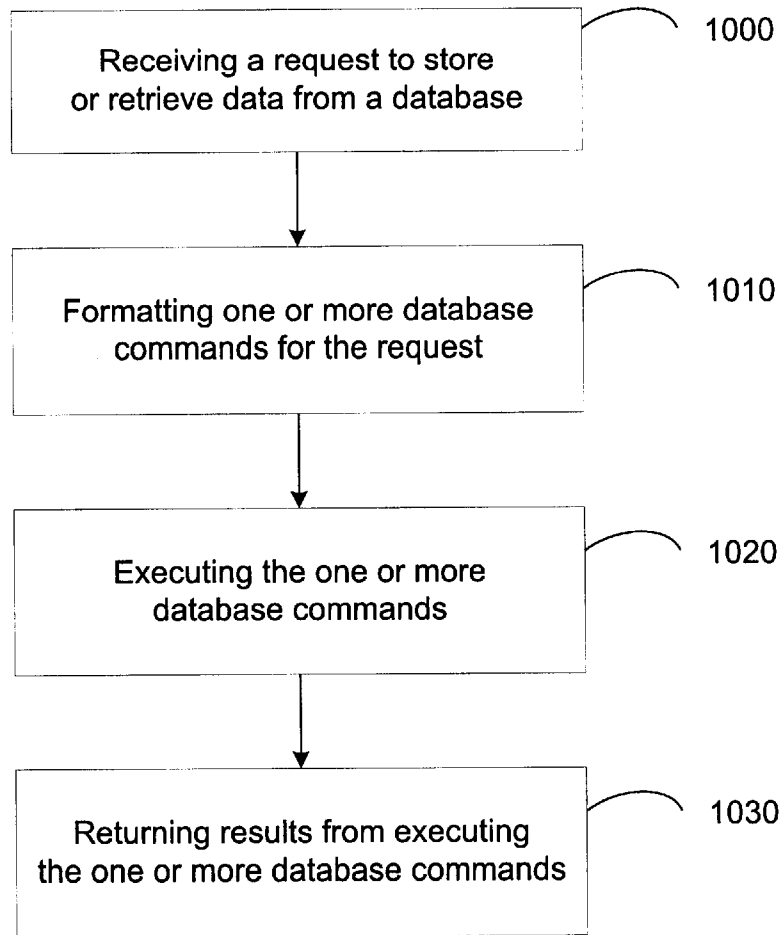 1000
Receiving a request to store
or retrieve data from a database
1010
Formatting one or more database
commands for the request
1020
Executing the one or more
database commands
1030
Returning results from executing
the one or more database commands